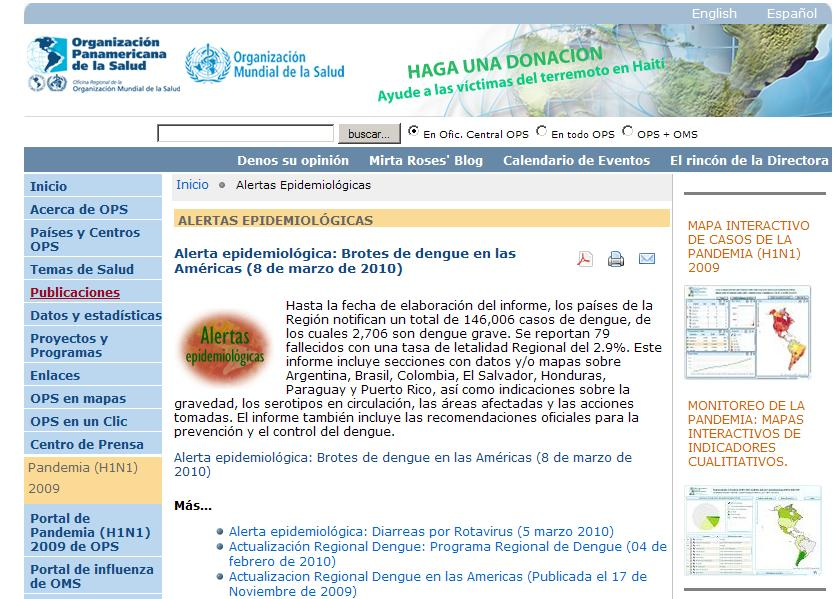 English Español
Organización
Panamericana
de la Salud
Oficina Regional de la
Organización Mundial de la Salud
Organización
Mundial de la Salud
HAGA UNA DONACION
Ayude a las víctimas del terremoto en Haití
buscar... En Ofic. Central OPS En todo OPS OPS + OMS
Denos su opinión Mirta Roses' Blog Calendario de Eventos El rincón de la Directora
Inicio
Acerca de OPS
Países y Centros
OPS
Temas de Salud
Publicaciones
Datos y estadísticas
Proyectos y
Programas
Enlaces
OPS en mapas
OPS en un Clic
Centro de Prensa
Pandemia (H1N1)
2009
Portal de
Pandemia (H1N1)
2009 de OPS
Portal de influenza
de OMS
Inicio Alertas Epidemiológicas
ALERTAS EPIDEMIOLÓGICAS
Alerta epidemiológica: Brotes de dengue en las
Américas (8 de marzo de 2010)
Alertas
epidemiológicas
Hasta la fecha de elaboración del informe, los países de la
Región notifican un total de 146,006 casos de dengue, de
los cuales 2,706 son dengue grave. Se reportan 79
fallecidos con una tasa de letalidad Regional del 2.9%. Este
informe incluye secciones con datos y/o mapas sobre
Argentina, Brasil, Colombia, El Salvador, Honduras,
Paraguay y Puerto Rico, así como indicaciones sobre la
gravedad, los serotipos en circulación, las áreas afectadas y las acciones
tomadas. El informe también incluye las recomendaciones oficiales para la
prevención y el control del dengue.
Alerta epidemiológica: Brotes de dengue en las Américas (8 de marzo de
2010)
Más...
Alerta epidemiológica: Diarreas por Rotavirus (5 marzo 2010)
Actualización Regional Dengue: Programa Regional de Dengue (04 de
febrero de 2010)
Actualizacion Regional Dengue en las Americas (Publicada el 17 de
Noviembre de 2009)
MAPA INTERACTIVO
DE CASOS DE LA
PANDEMIA (H1N1)
2009
MONITOREO DE LA
PANDEMIA: MAPAS
INTERACTIVOS DE
INDICADORES
CUALITIATIVOS.